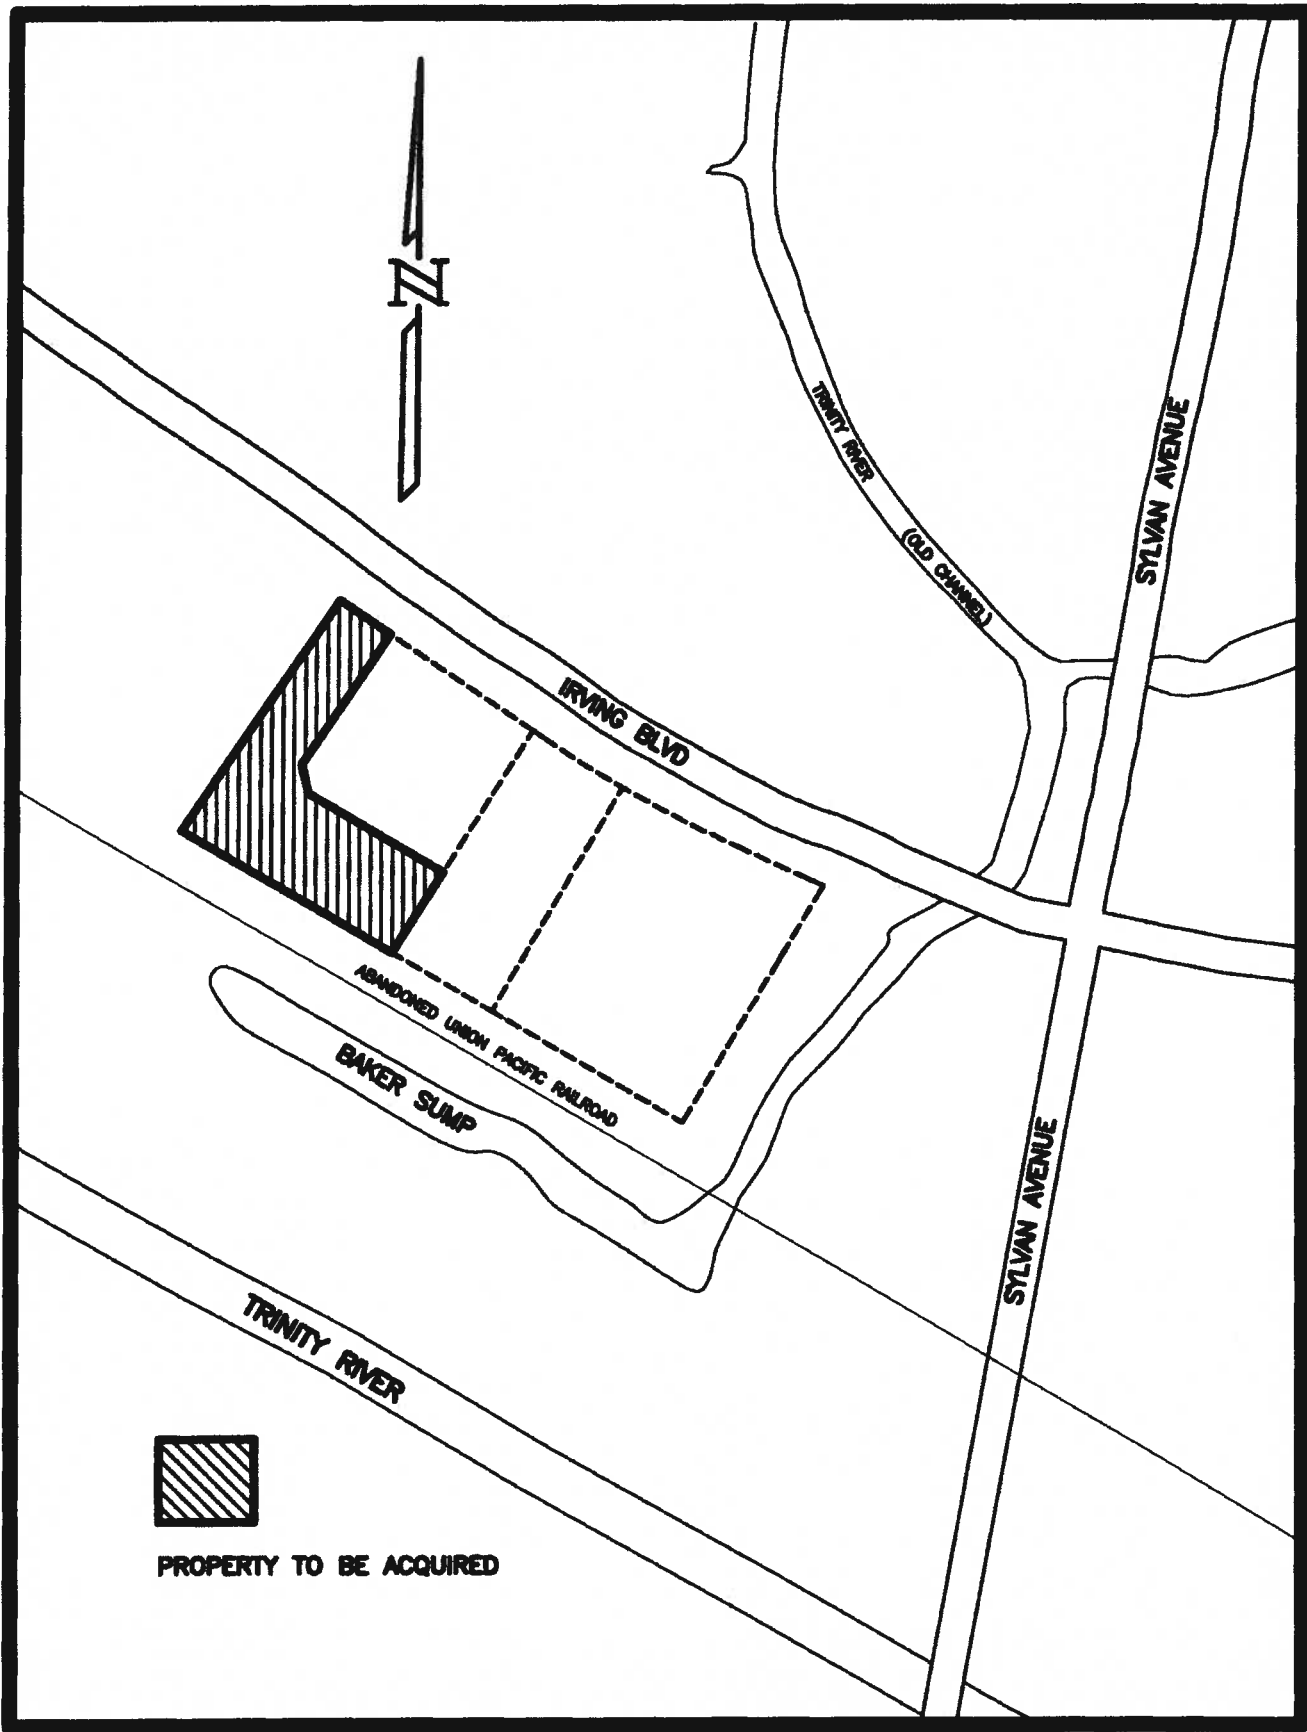 N
TRINITY RIVER
(OLD CHANNEL)
SYLVAN AVENUE
IRVING BLVD
ABANDONED UNION PACIFIC RAILROAD
BAKER SUMP
SYLVAN AVENUE
TRINITY RIVER
PROPERTY TO BE ACQUIRED